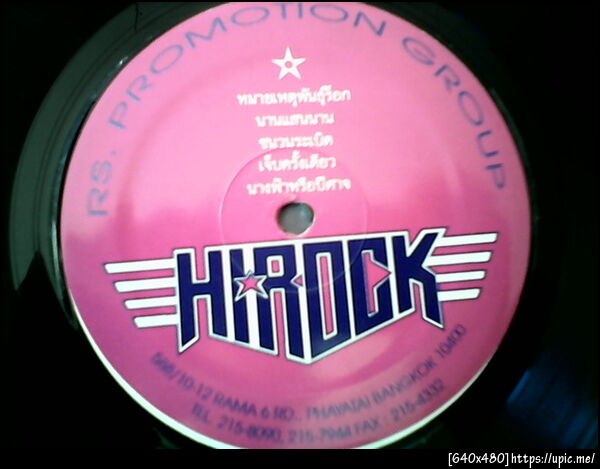 RS. PROMOTION GROUP
หมายเหตุพันธุ์ร็อก
นานแสนนาน
ชนวนระเบิด
เจ็บครั้งเดียว
นางฟ้าหรือปีศาจ
HIROCK
568/10-12 RAMA 6 RD., PHAYATAI BANGKOK 10400
TEL. 215-8090, 215-7944 FAX : 215-4332
[640x480]https://upic.me/